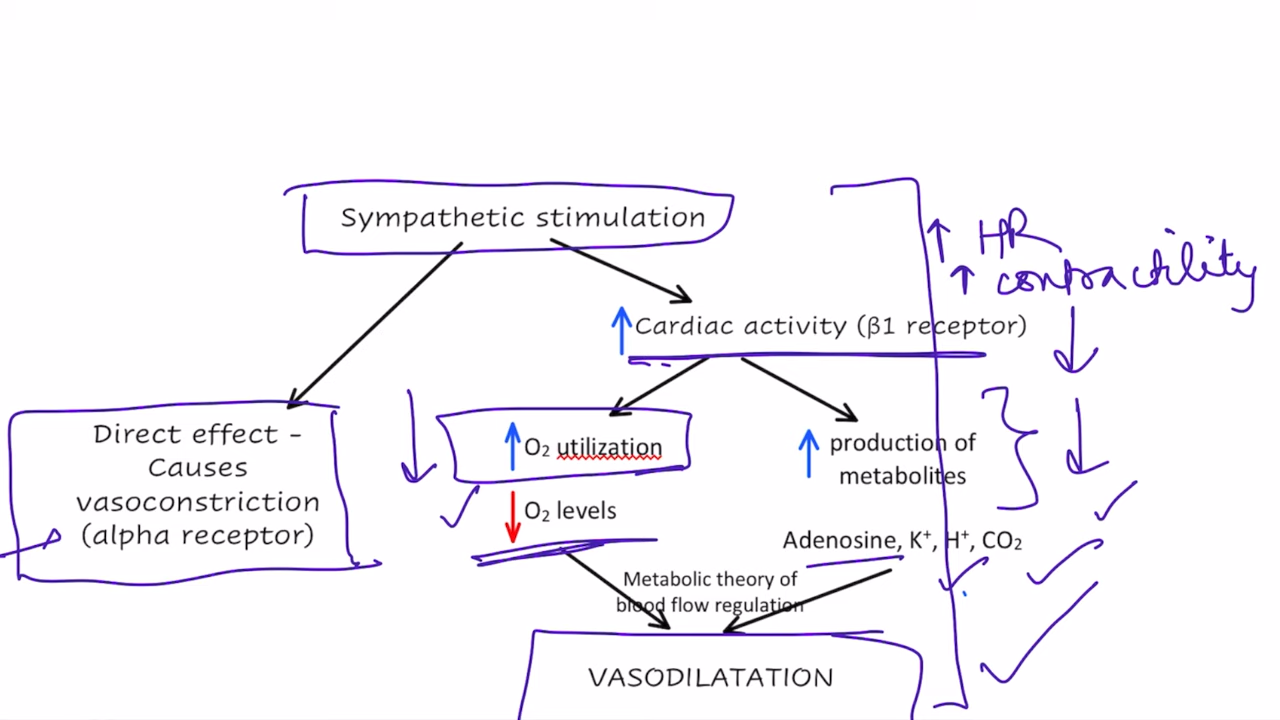 Sympathetic stimulation
↑ HR
↑ contractility
↑ Cardiac activity (β1 receptor)
Direct effect -
Causes
vasoconstriction
(alpha receptor)
↑ O₂ utilization
↓ O₂ levels
↑ production of
metabolites
Adenosine, K⁺, H⁺, CO₂
Metabolic theory of
blood flow regulation
VASODILATATION